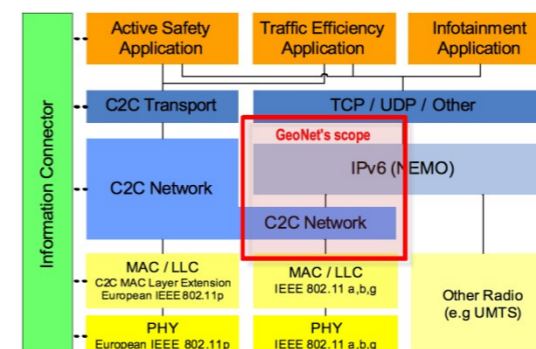 Active Safety
Application
Traffic Efficiency
Application
Infotainment
Application
Information Connector
C2C Transport
TCP / UDP / Other
GeoNet's scope
IPv6 (NEMO)
C2C Network
C2C Network
MAC / LLC
C2C MAC Layer Extension
European IEEE 802.11p
MAC / LLC
IEEE 802.11 a,b,g
Other Radio
(e.g UMTS)
PHY
European IEEE 802.11p
PHY
IEEE 802.11 a,b,g